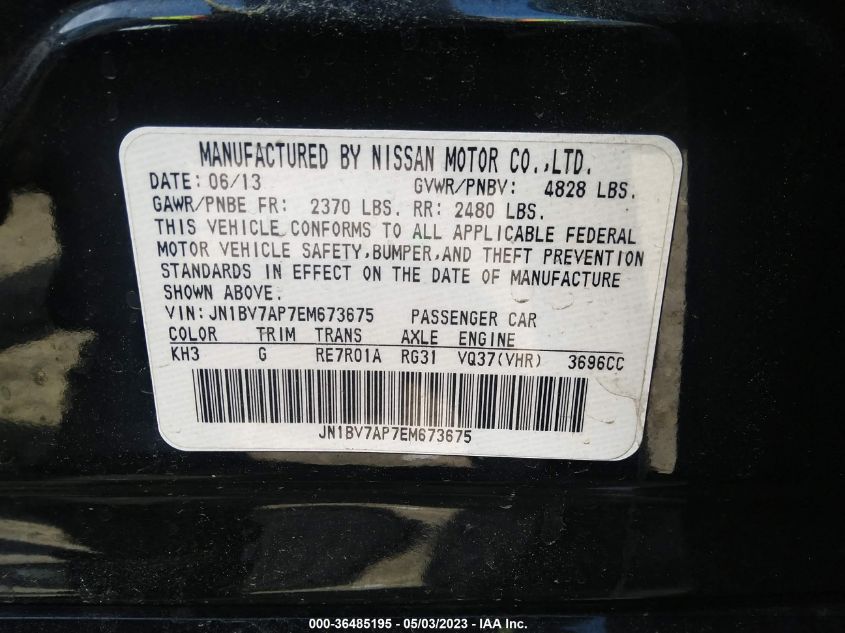 MANUFACTURED BY NISSAN MOTOR CO.,LTD.
DATE: 06/13 GVWR/PNBV: 4828 LBS.
GAWR/PNBE FR: 2370 LBS. RR: 2480 LBS.
THIS VEHICLE CONFORMS TO ALL APPLICABLE FEDERAL
MOTOR VEHICLE SAFETY,BUMPER,AND THEFT PREVENTION
STANDARDS IN EFFECT ON THE DATE OF MANUFACTURE
SHOWN ABOVE.
VIN: JN1BV7AP7EM673675 PASSENGER CAR
COLOR TRIM TRANS AXLE ENGINE
KH3 G RE7R01A RG31 VQ37(VHR) 3696CC
JN1BV7AP7EM673675
000-36485195 - 05/03/2023 - IAA Inc.